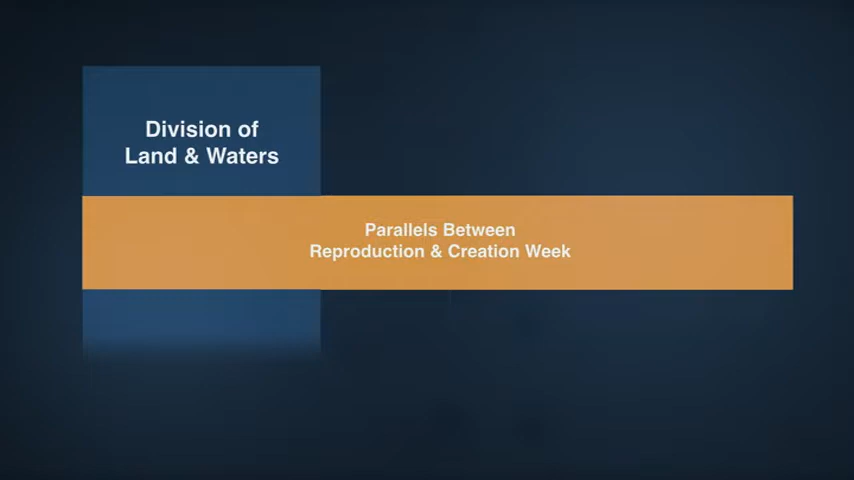 Division of
Land & Waters
Parallels Between
Reproduction & Creation Week